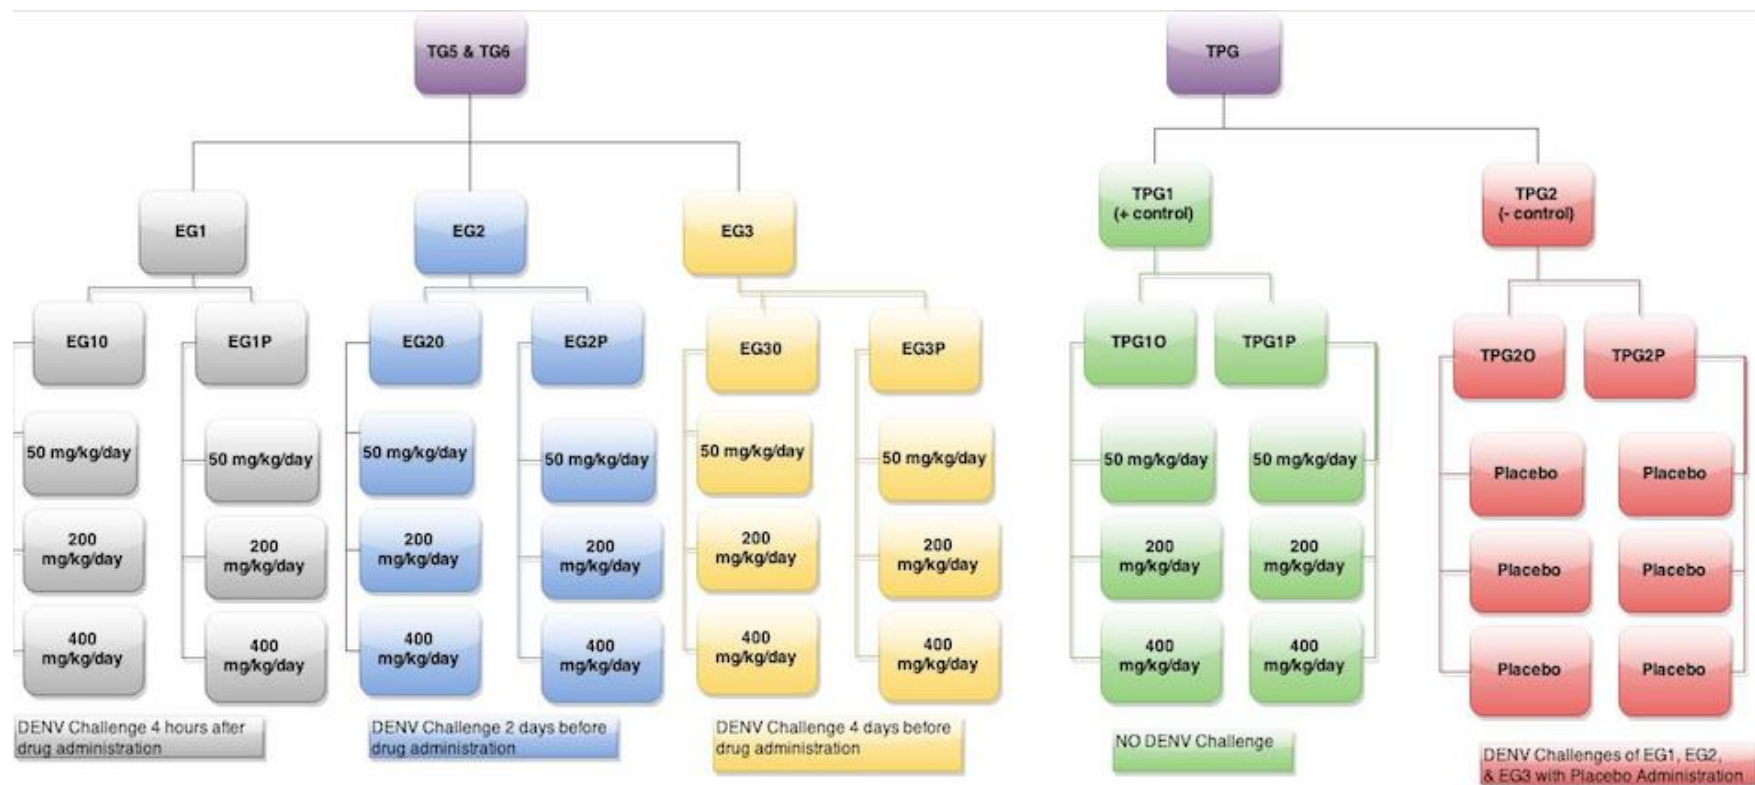 TG5 & TG6
TPG
EG1
EG2
EG3
TPG1
(+ control)
TPG2
(- control)
EG10
EG1P
EG20
EG2P
EG30
EG3P
TPG1O
TPG1P
TPG2O
TPG2P
50 mg/kg/day
50 mg/kg/day
50 mg/kg/day
50 mg/kg/day
50 mg/kg/day
50 mg/kg/day
50 mg/kg/day
50 mg/kg/day
Placebo
Placebo
200
mg/kg/day
200
mg/kg/day
200
mg/kg/day
200
mg/kg/day
200
mg/kg/day
200
mg/kg/day
200
mg/kg/day
200
mg/kg/day
Placebo
Placebo
400
mg/kg/day
400
mg/kg/day
400
mg/kg/day
400
mg/kg/day
400
mg/kg/day
400
mg/kg/day
400
mg/kg/day
400
mg/kg/day
Placebo
Placebo
DENV Challenge 4 hours after
drug administration
DENV Challenge 2 days before
drug administration
DENV Challenge 4 days before
drug administration
NO DENV Challenge
DENV Challenges of EG1, EG2,
& EG3 with Placebo Administration